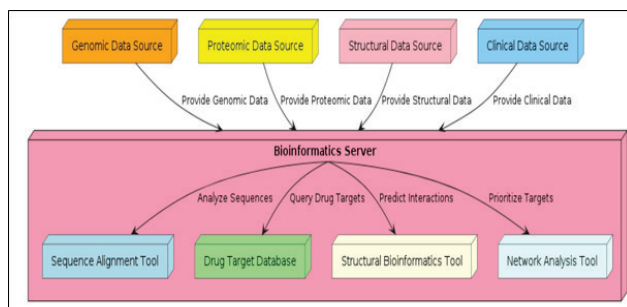 Genomic Data Source
Proteomic Data Source
Structural Data Source
Clinical Data Source
Provide Genomic Data
Provide Proteomic Data
Provide Structural Data
Provide Clinical Data
Bioinformatics Server
Analyze Sequences
Query Drug Targets
Predict Interactions
Prioritize Targets
Sequence Alignment Tool
Drug Target Database
Structural Bioinformatics Tool
Network Analysis Tool